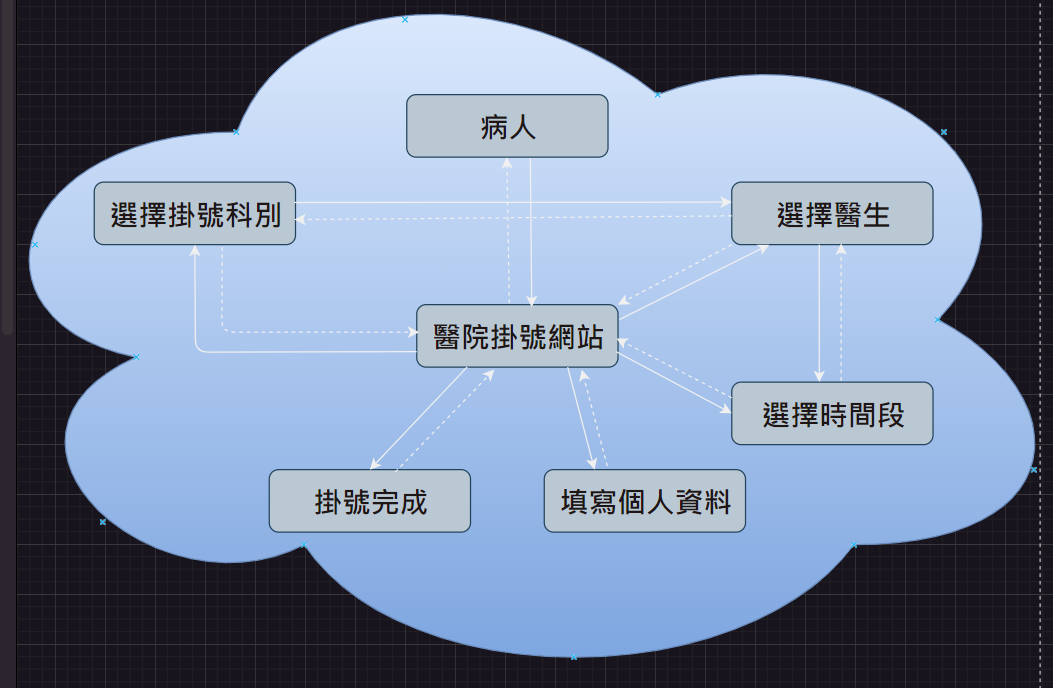 病人
選擇掛號科別
選擇醫生
醫院掛號網站
選擇時間段
掛號完成
填寫個人資料